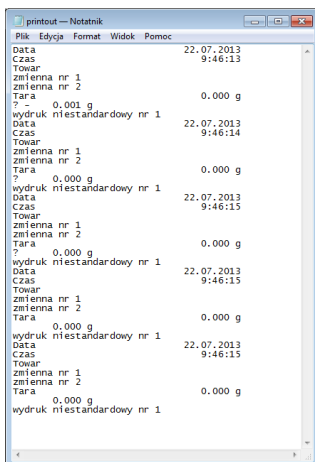 printout — Notatnik
Plik Edycja Format Widok Pomoc
Data 22.07.2013
Czas 9:46:13
Towar
zmienna nr 1
zmienna nr 2
Tara 0.000 g
? - 0.001 g
wydruk niestandardowy nr 1
Data 22.07.2013
Czas 9:46:14
Towar
zmienna nr 1
zmienna nr 2
Tara 0.000 g
? 0.000 g
wydruk niestandardowy nr 1
Data 22.07.2013
Czas 9:46:15
Towar
zmienna nr 1
zmienna nr 2
Tara 0.000 g
? 0.000 g
wydruk niestandardowy nr 1
Data 22.07.2013
Czas 9:46:15
Towar
zmienna nr 1
zmienna nr 2
Tara 0.000 g
0.000 g
wydruk niestandardowy nr 1
Data 22.07.2013
Czas 9:46:15
Towar
zmienna nr 1
zmienna nr 2
Tara 0.000 g
0.000 g
wydruk niestandardowy nr 1